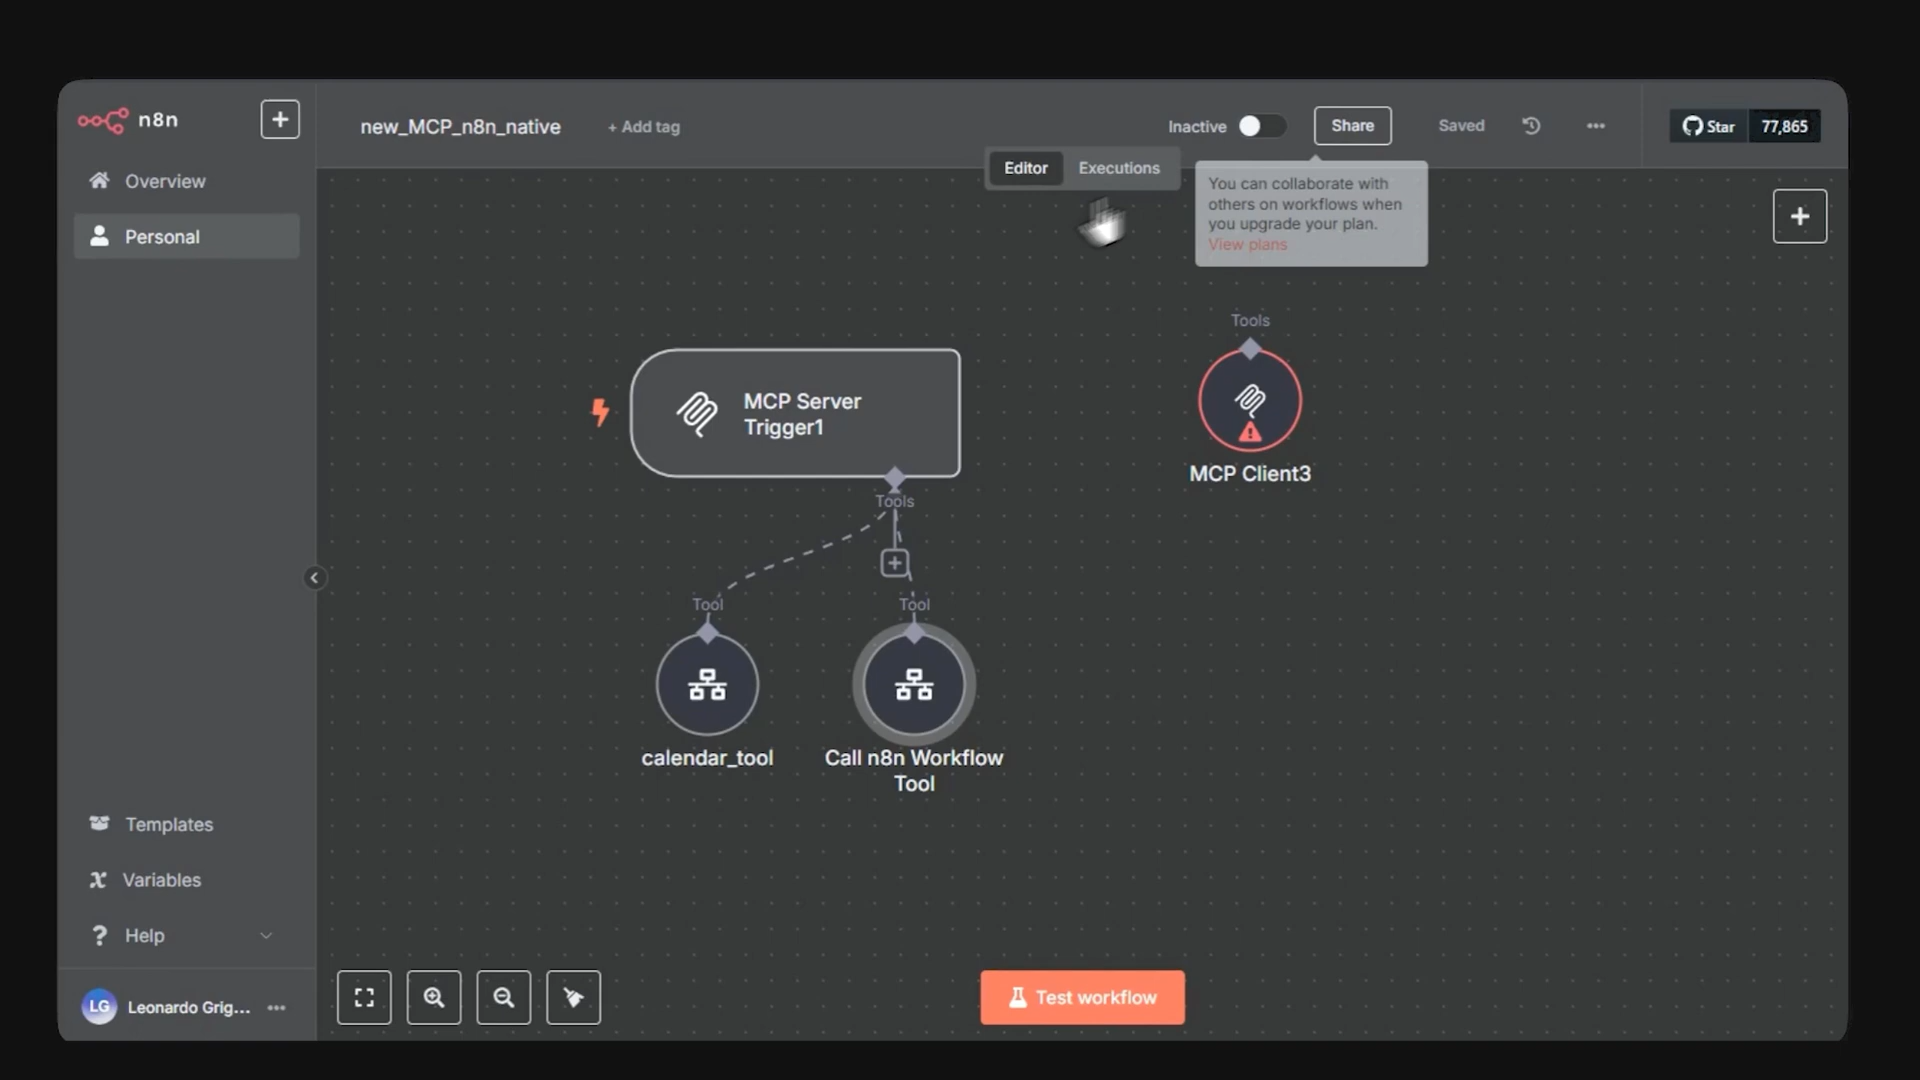 n8n
new_MCP_n8n_native
+ Add tag
Inactive
Share
Saved
Star
77,865
Overview
Personal
Editor
Executions
You can collaborate with
others on workflows when
you upgrade your plan.
View plans
Tools
MCP Server
Trigger1
MCP Client3
Tools
Tool
Tool
calendar_tool
Call n8n Workflow
Tool
Templates
Variables
Help
LG
Leonardo Grig...
Test workflow